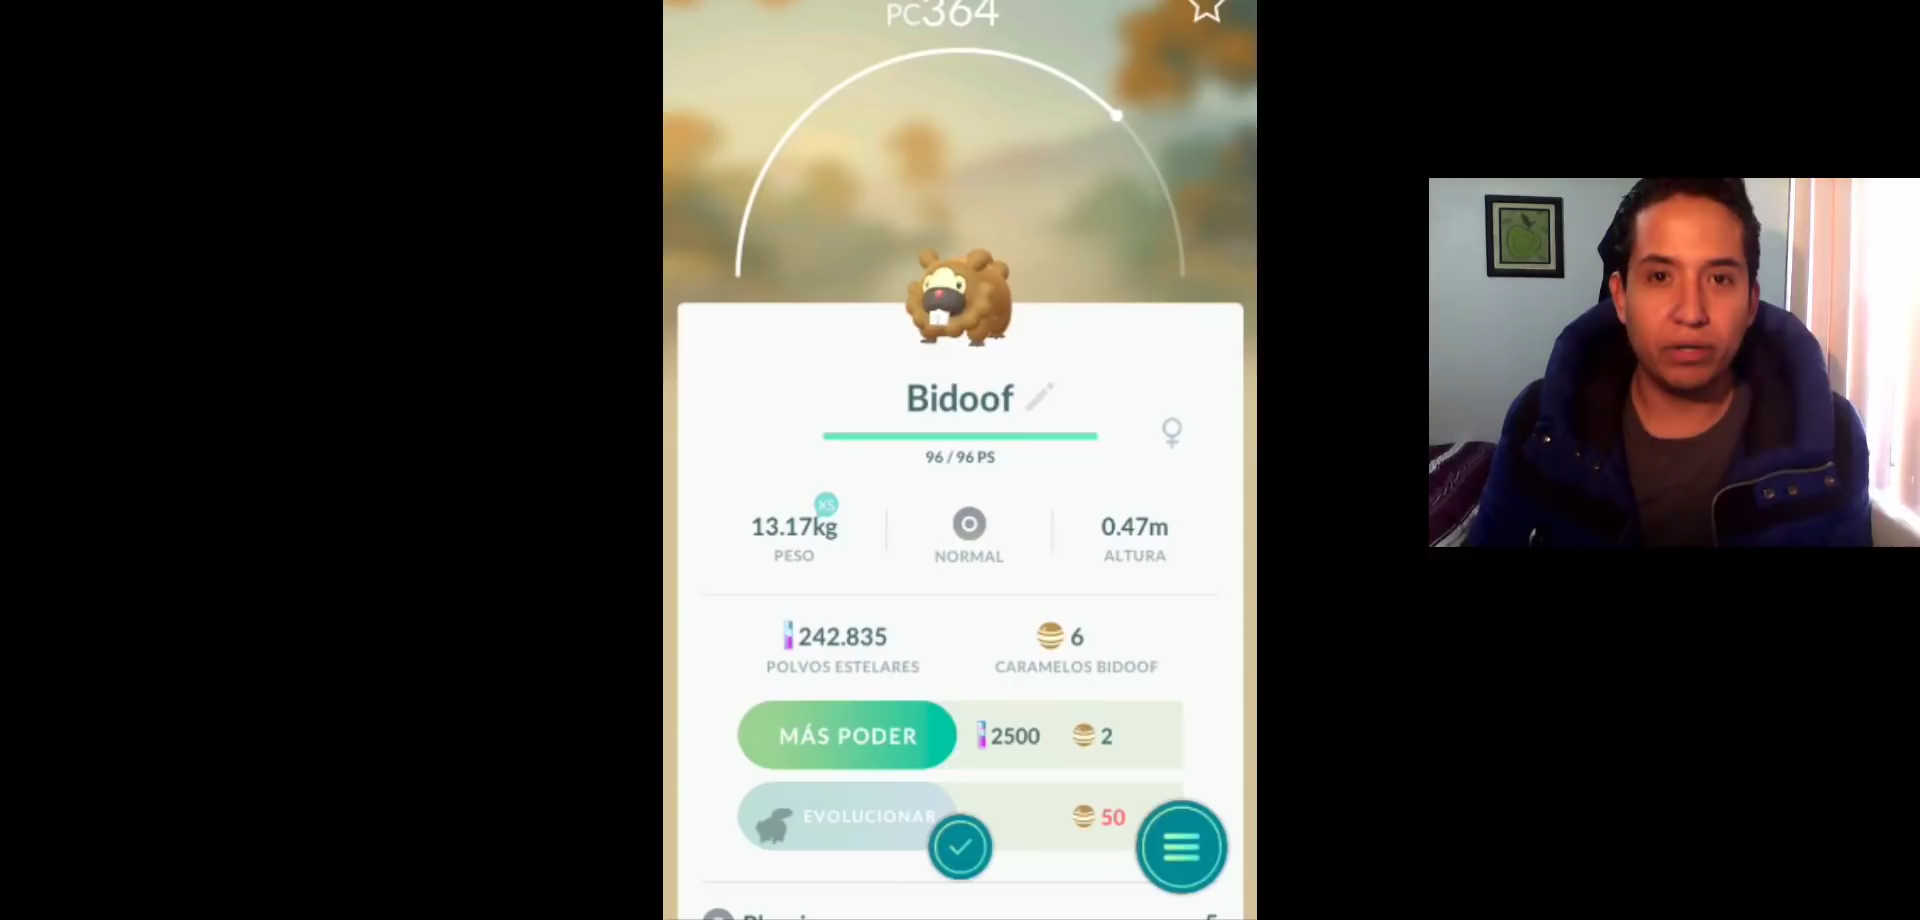 PC364
Bidoof
96 / 96 PS
XS
13.17kg
PESO
NORMAL
0.47m
ALTURA
242.835
POLVOS ESTELARES
6
CARAMELOS BIDOOF
MÁS PODER 2500 2
EVOLUCIONAR 50